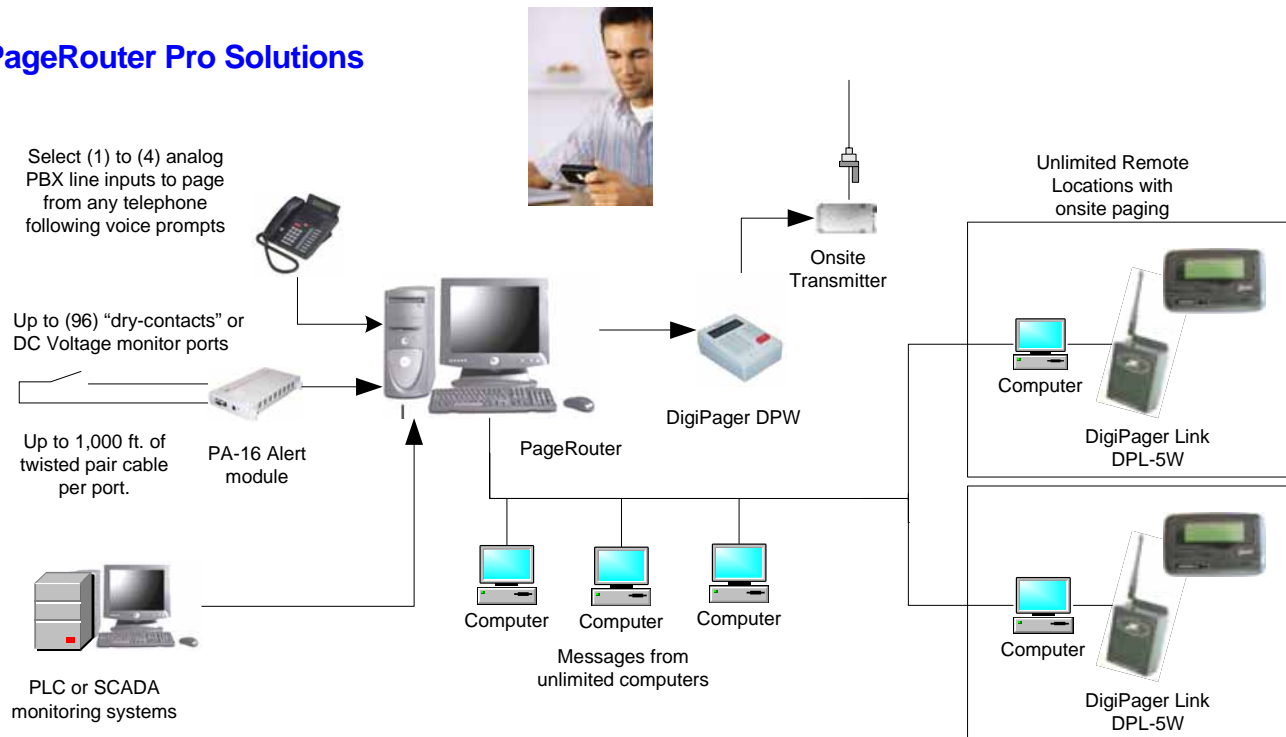 PageRouter Pro Solutions
Select (1) to (4) analog
PBX line inputs to page
from any telephone
following voice prompts
Up to (96) “dry-contacts” or
DC Voltage monitor ports
Up to 1,000 ft. of
twisted pair cable
per port.
PA-16 Alert
module
PLC or SCADA
monitoring systems
PageRouter
DigiPager DPW
Onsite
Transmitter
Computer
Computer
Computer
Messages from
unlimited computers
Unlimited Remote
Locations with
onsite paging
Computer
DigiPager Link
DPL-5W
Computer
DigiPager Link
DPL-5W